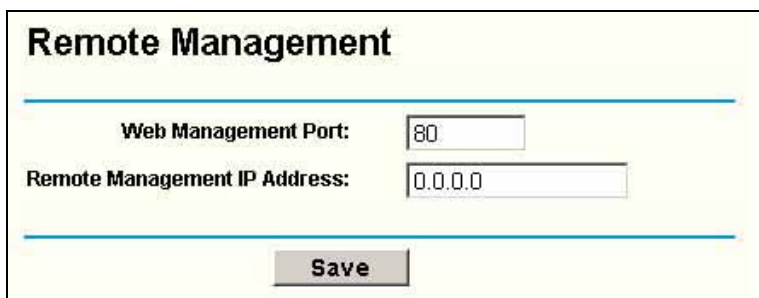 Remote Management
Web Management Port: 80
Remote Management IP Address: 0.0.0.0
Save